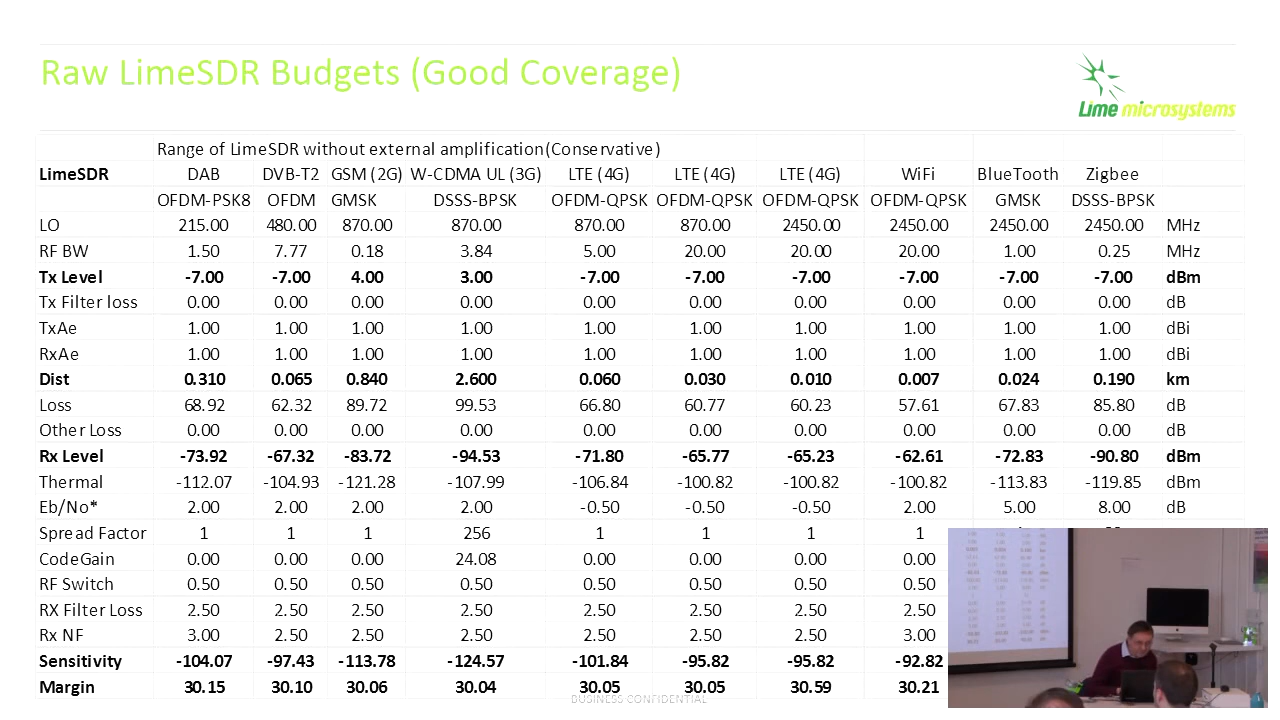 Raw LimeSDR Budgets (Good Coverage)
Lime microsystems
Range of LimeSDR without external amplification(Conservative)
LimeSDR DAB DVB-T2 GSM (2G) W-CDMA UL (3G) LTE (4G) LTE (4G) LTE (4G) WiFi BlueTooth Zigbee
OFDM-PSK8 OFDM GMSK DSSS-BPSK OFDM-QPSK OFDM-QPSK OFDM-QPSK OFDM-QPSK GMSK DSSS-BPSK
LO 215.00 480.00 870.00 870.00 870.00 870.00 2450.00 2450.00 2450.00 2450.00 MHz
RF BW 1.50 7.77 0.18 3.84 5.00 20.00 20.00 20.00 1.00 0.25 MHz
Tx Level -7.00 -7.00 4.00 3.00 -7.00 -7.00 -7.00 -7.00 -7.00 -7.00 dBm
Tx Filter loss 0.00 0.00 0.00 0.00 0.00 0.00 0.00 0.00 0.00 0.00 dB
TxAe 1.00 1.00 1.00 1.00 1.00 1.00 1.00 1.00 1.00 1.00 dBi
RxAe 1.00 1.00 1.00 1.00 1.00 1.00 1.00 1.00 1.00 1.00 dBi
Dist 0.310 0.065 0.840 2.600 0.060 0.030 0.010 0.007 0.024 0.190 km
Loss 68.92 62.32 89.72 99.53 66.80 60.77 60.23 57.61 67.83 85.80 dB
Other Loss 0.00 0.00 0.00 0.00 0.00 0.00 0.00 0.00 0.00 0.00 dB
Rx Level -73.92 -67.32 -83.72 -94.53 -71.80 -65.77 -65.23 -62.61 -72.83 -90.80 dBm
Thermal -112.07 -104.93 -121.28 -107.99 -106.84 -100.82 -100.82 -100.82 -113.83 -119.85 dBm
Eb/No* 2.00 2.00 2.00 2.00 -0.50 -0.50 -0.50 2.00 5.00 8.00 dB
Spread Factor 1 1 1 256 1 1 1 1
CodeGain 0.00 0.00 0.00 24.08 0.00 0.00 0.00 0.00
RF Switch 0.50 0.50 0.50 0.50 0.50 0.50 0.50 0.50
RX Filter Loss 2.50 2.50 2.50 2.50 2.50 2.50 2.50 2.50
Rx NF 3.00 2.50 2.50 2.50 2.50 2.50 2.50 3.00
Sensitivity -104.07 -97.43 -113.78 -124.57 -101.84 -95.82 -95.82 -92.82
Margin 30.15 30.10 30.06 30.04 30.05 30.05 30.59 30.21
BUSINESS CONFIDENTIAL